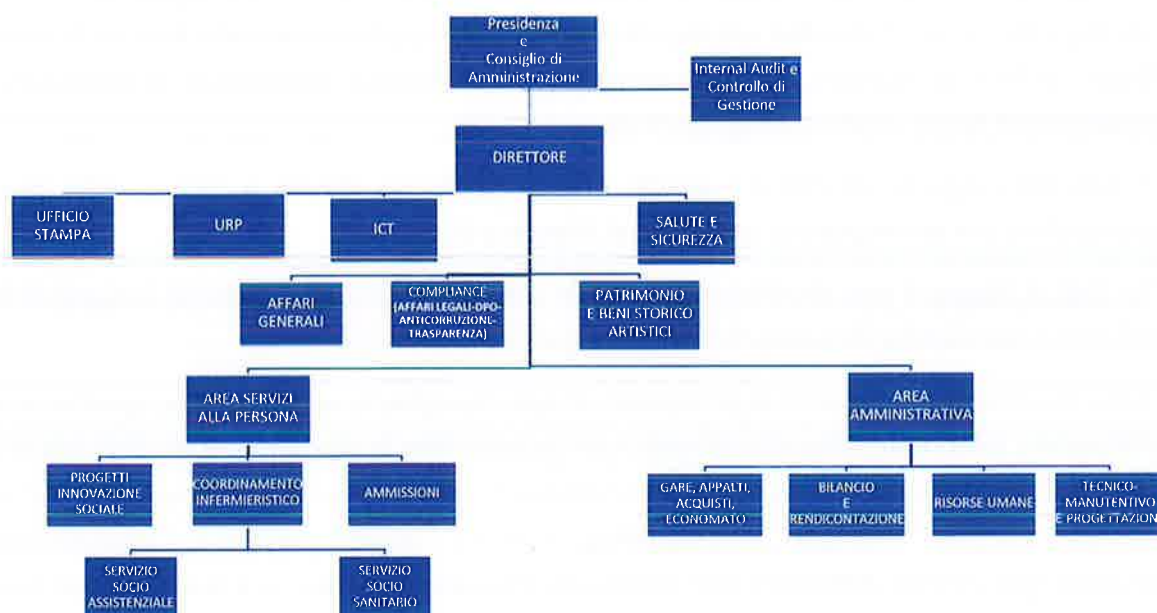 Presidenza
e
Consiglio di
Amministrazione
Internal Audit e
Controllo di
Gestione
DIRETTORE
UFFICIO
STAMPA
URP
ICT
SALUTE E
SICUREZZA
AFFARI
GENERALI
COMPLIANCE
(AFFARI LEGALI-DPO-
ANTICORRUZIONE-
TRASPARENZA)
PATRIMONIO
E BENI STORICO
ARTISTICI
AREA SERVIZI
ALLA PERSONA
AREA
AMMINISTRATIVA
PROGETTI
INNOVAZIONE
SOCIALE
COORDINAMENTO
INFERMIERISTICO
AMMISSIONI
GARE, APPALTI,
ACQUISTI,
ECONOMATO
BILANCIO
E
RENDICONTAZIONE
RISORSE UMANE
TECNICO-
MANUTENTIVO
E PROGETTAZION
SERVIZIO
SOCIO
ASSISTENZIALE
SERVIZIO
SOCIO
SANITARIO